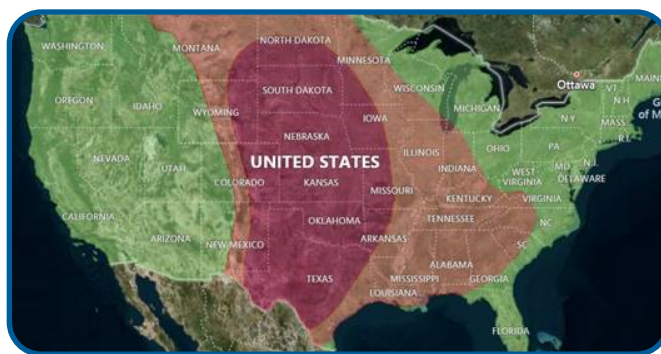 WASHINGTON
MONTANA
NORTH DAKOTA
MINNESOTA
Ottawa
MAIN
VT
N H
OREGON
IDAHO
WYOMING
SOUTH DAKOTA
WISCONSIN
MICHIGAN
N Y
MASS
R.I.
G
of M
IOWA
NEBRASKA
NEVADA
UTAH
UNITED STATES
ILLINOIS
INDIANA
OHIO
PA
N.J.
MD
DELAWARE
WEST
VIRGINIA
COLORADO
KANSAS
MISSOURI
KENTUCKY
VIRGINIA
CALIFORNIA
ARIZONA
NEW MEXICO
OKLAHOMA
ARKANSAS
TENNESSEE
NC
SC
TEXAS
MISSISSIPPI
ALABAMA
GEORGIA
LOUISIANA
FLORIDA